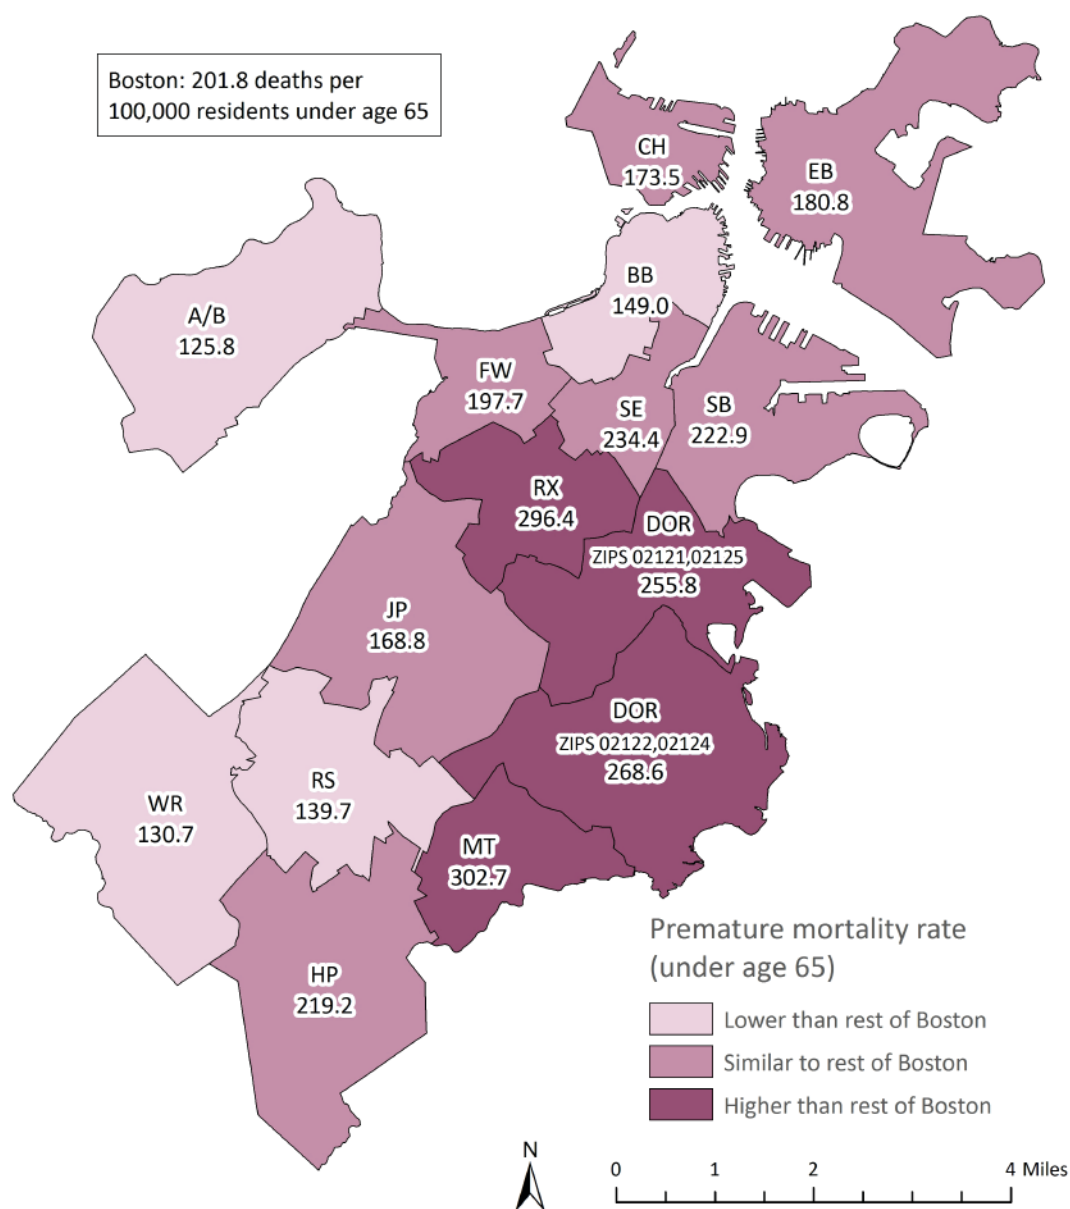 Boston: 201.8 deaths per
100,000 residents under age 65
CH
173.5
EB
180.8
BB
149.0
A/B
125.8
FW
197.7
SE
234.4
SB
222.9
RX
296.4
DOR
ZIPS 02121,02125
255.8
JP
168.8
DOR
ZIPS 02122,02124
268.6
RS
139.7
WR
130.7
MT
302.7
HP
219.2
Premature mortality rate
(under age 65)
Lower than rest of Boston
Similar to rest of Boston
Higher than rest of Boston
N
0 1 2 4 Miles